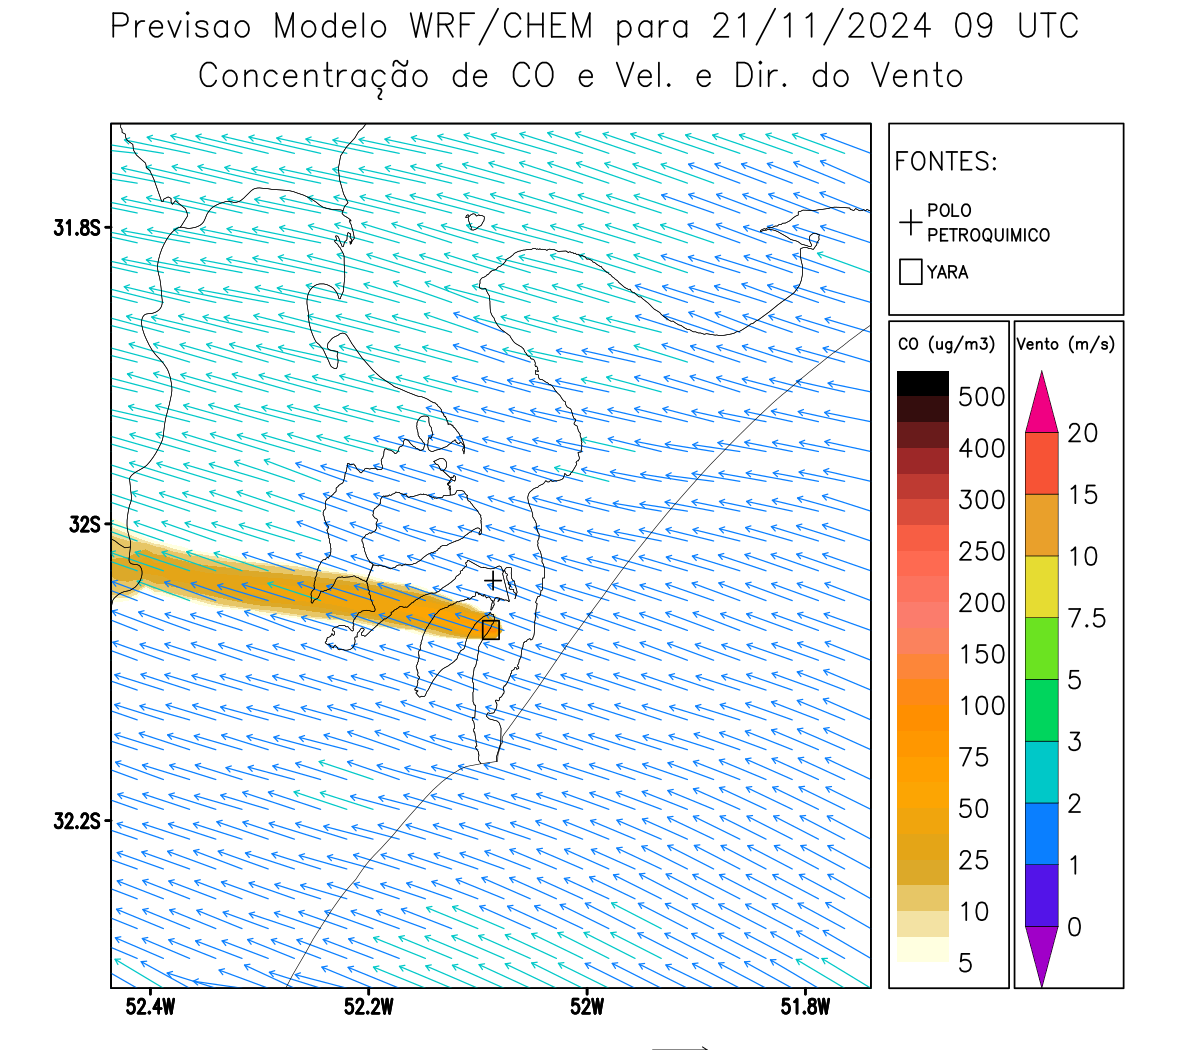 Previsao Modelo WRF/CHEM para 21/11/2024 09 UTC
Concentração de CO e Vel. e Dir. do Vento
FONTES:
POLO
PETROQUIMICO
YARA
31.8S
32S
32.2S
52.4W
52.2W
52W
51.8W
CO (ug/m3)
500
400
300
250
200
150
100
75
50
25
10
5
Vento (m/s)
20
15
10
7.5
5
3
2
1
0